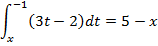 ∫_x^{-1} (3t − 2)dt = 5 − x